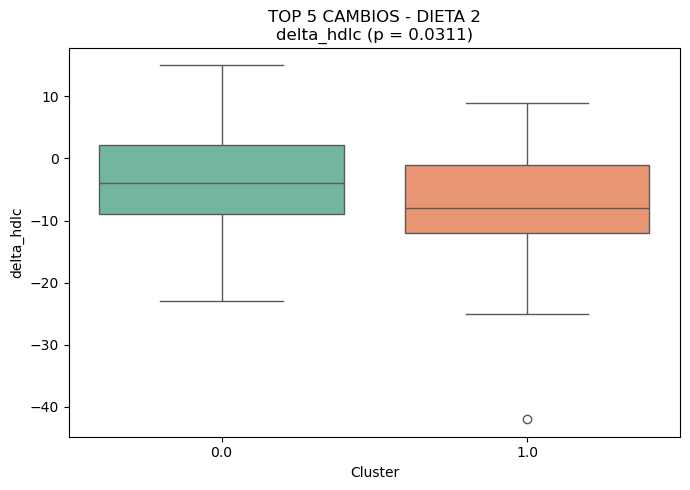 TOP 5 CAMBIOS - DIETA 2
delta_hdlc (p = 0.0311)
delta_hdlc
10
0
−10
−20
−30
−40
0.0
1.0
Cluster